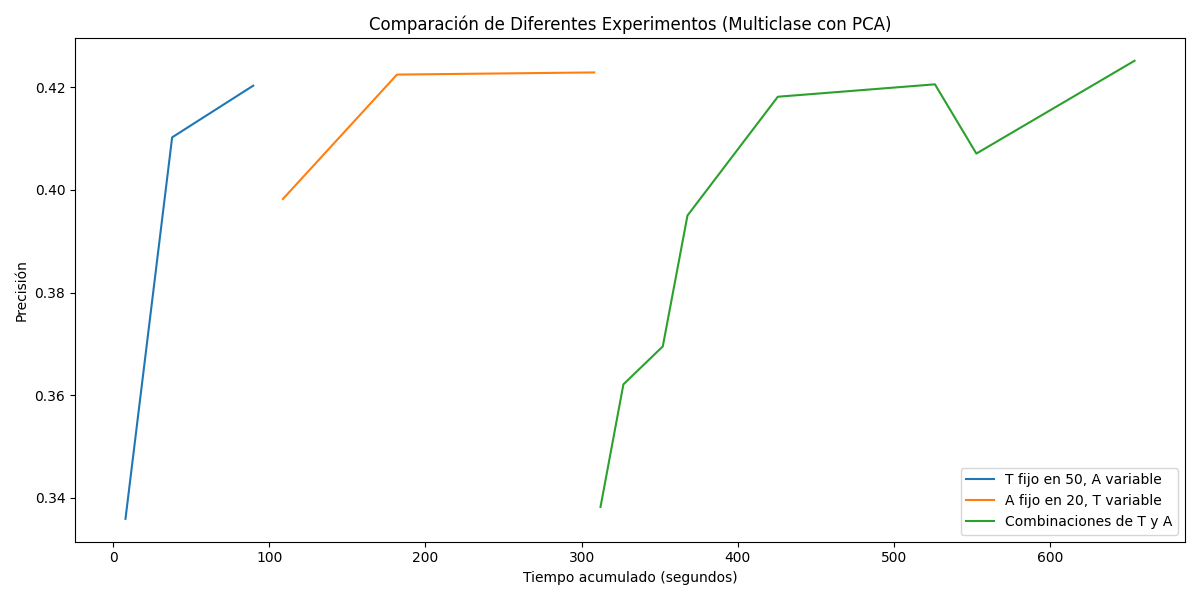 Comparación de Diferentes Experimentos (Multiclase con PCA)
Precisión
0.42
0.40
0.38
0.36
0.34
0 100 200 300 400 500 600
Tiempo acumulado (segundos)
T fijo en 50, A variable
A fijo en 20, T variable
Combinaciones de T y A